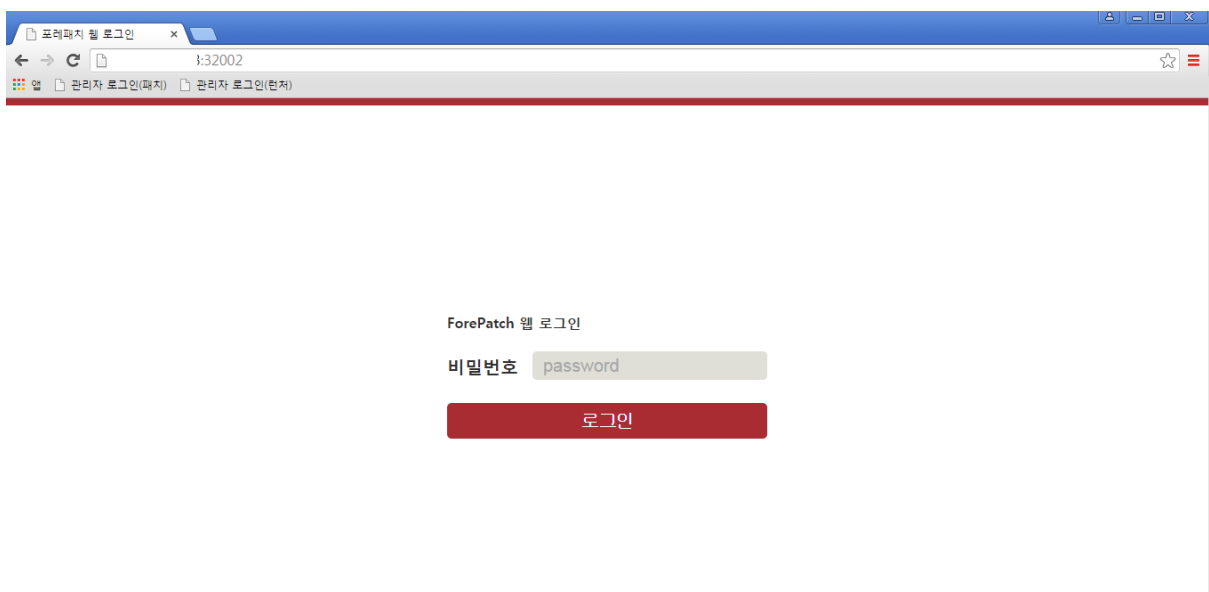 포레패치 웹 로그인
:32002
앱 관리자 로그인(패치) 관리자 로그인(런처)
ForePatch 웹 로그인
비밀번호 password
로그인